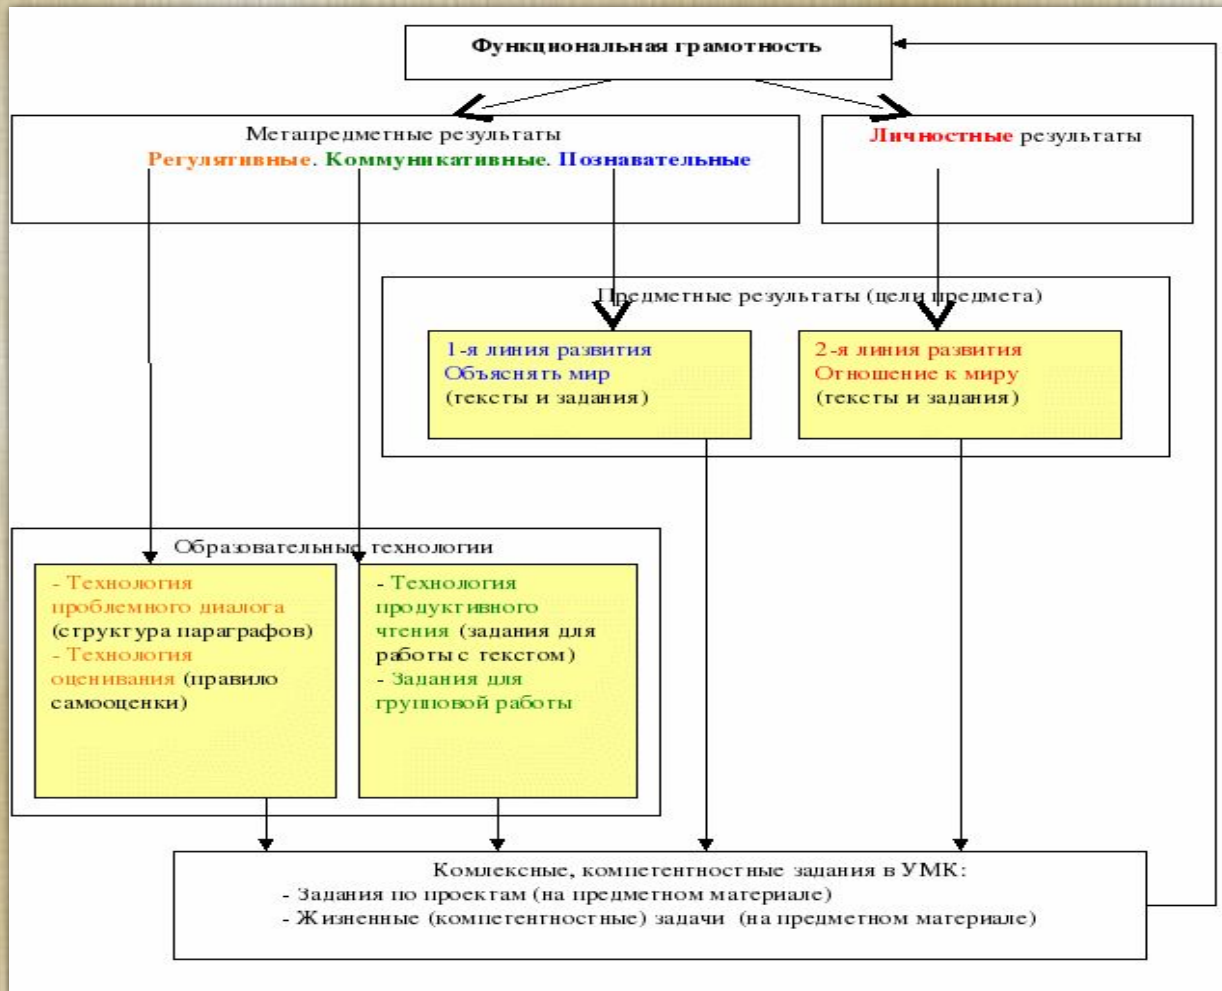 Функциональная грамотность
Метапредметные результаты
Регулятивные. Коммуникативные. Познавательные
Личностные результаты
Предметные результаты (цели предмета)
1-я линия развития
Объяснять мир
(тексты и задания)
2-я линия развития
Отношение к миру
(тексты и задания)
Образовательные технологии
- Технология
проблемного диалога
(структура параграфов)
- Технология
оценивания (правило
самооценки)
- Технология
продуктивного
чтения (задания для
работы с текстом)
- Задания для
групповой работы
Комлексные, компетентностные задания в УМК:
- Задания по проектам (на предметном материале)
- Жизненные (компетентностные) задачи (на предметном материале)